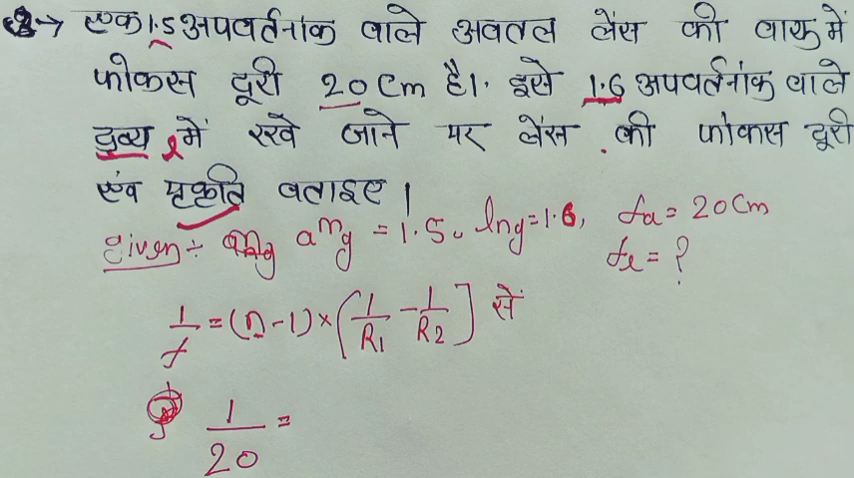 2→ एक 1.5 अपवर्तनांक वाले अवतल लेंस की वायु में
फोकस दूरी 20 cm है। इसे 1.6 अपवर्तनांक वाले
द्रव्य में रखे जाने पर लेंस की फोकस दूरी
एंव प्रकृति बताइए।
given ÷ a^n g = 1.5. lng = 1.6, fa = 20 cm
fl = ?
1/f = (n-1)×(1/R1 - 1/R2] सें
1/20 =